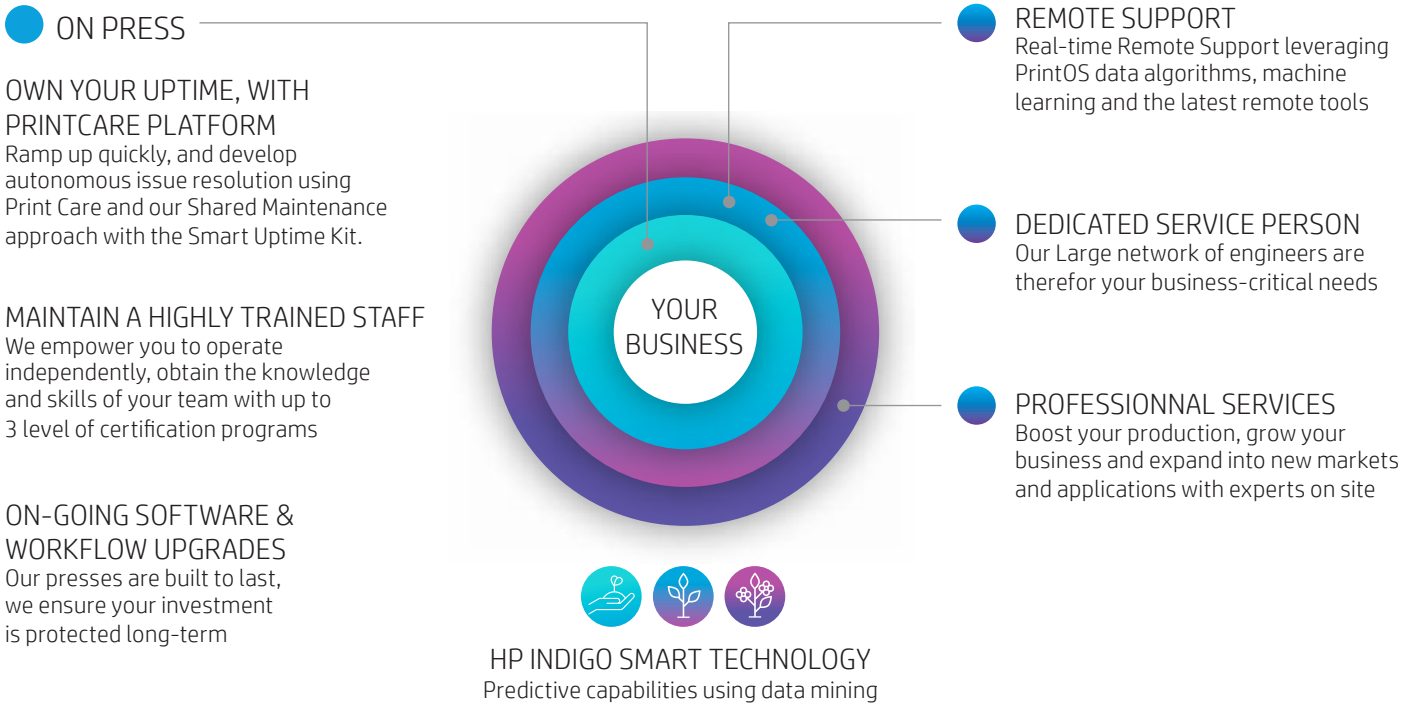 ON PRESS
OWN YOUR UPTIME, WITH
PRINTCARE PLATFORM
Ramp up quickly, and develop
autonomous issue resolution using
Print Care and our Shared Maintenance
approach with the Smart Uptime Kit.
MAINTAIN A HIGHLY TRAINED STAFF
We empower you to operate
independently, obtain the knowledge
and skills of your team with up to
3 level of certification programs
ON-GOING SOFTWARE &
WORKFLOW UPGRADES
Our presses are built to last,
we ensure your investment
is protected long-term
YOUR
BUSINESS
HP INDIGO SMART TECHNOLOGY
Predictive capabilities using data mining
REMOTE SUPPORT
Real-time Remote Support leveraging
PrintOS data algorithms, machine
learning and the latest remote tools
DEDICATED SERVICE PERSON
Our Large network of engineers are
therefor your business-critical needs
PROFESSIONNAL SERVICES
Boost your production, grow your
business and expand into new markets
and applications with experts on site